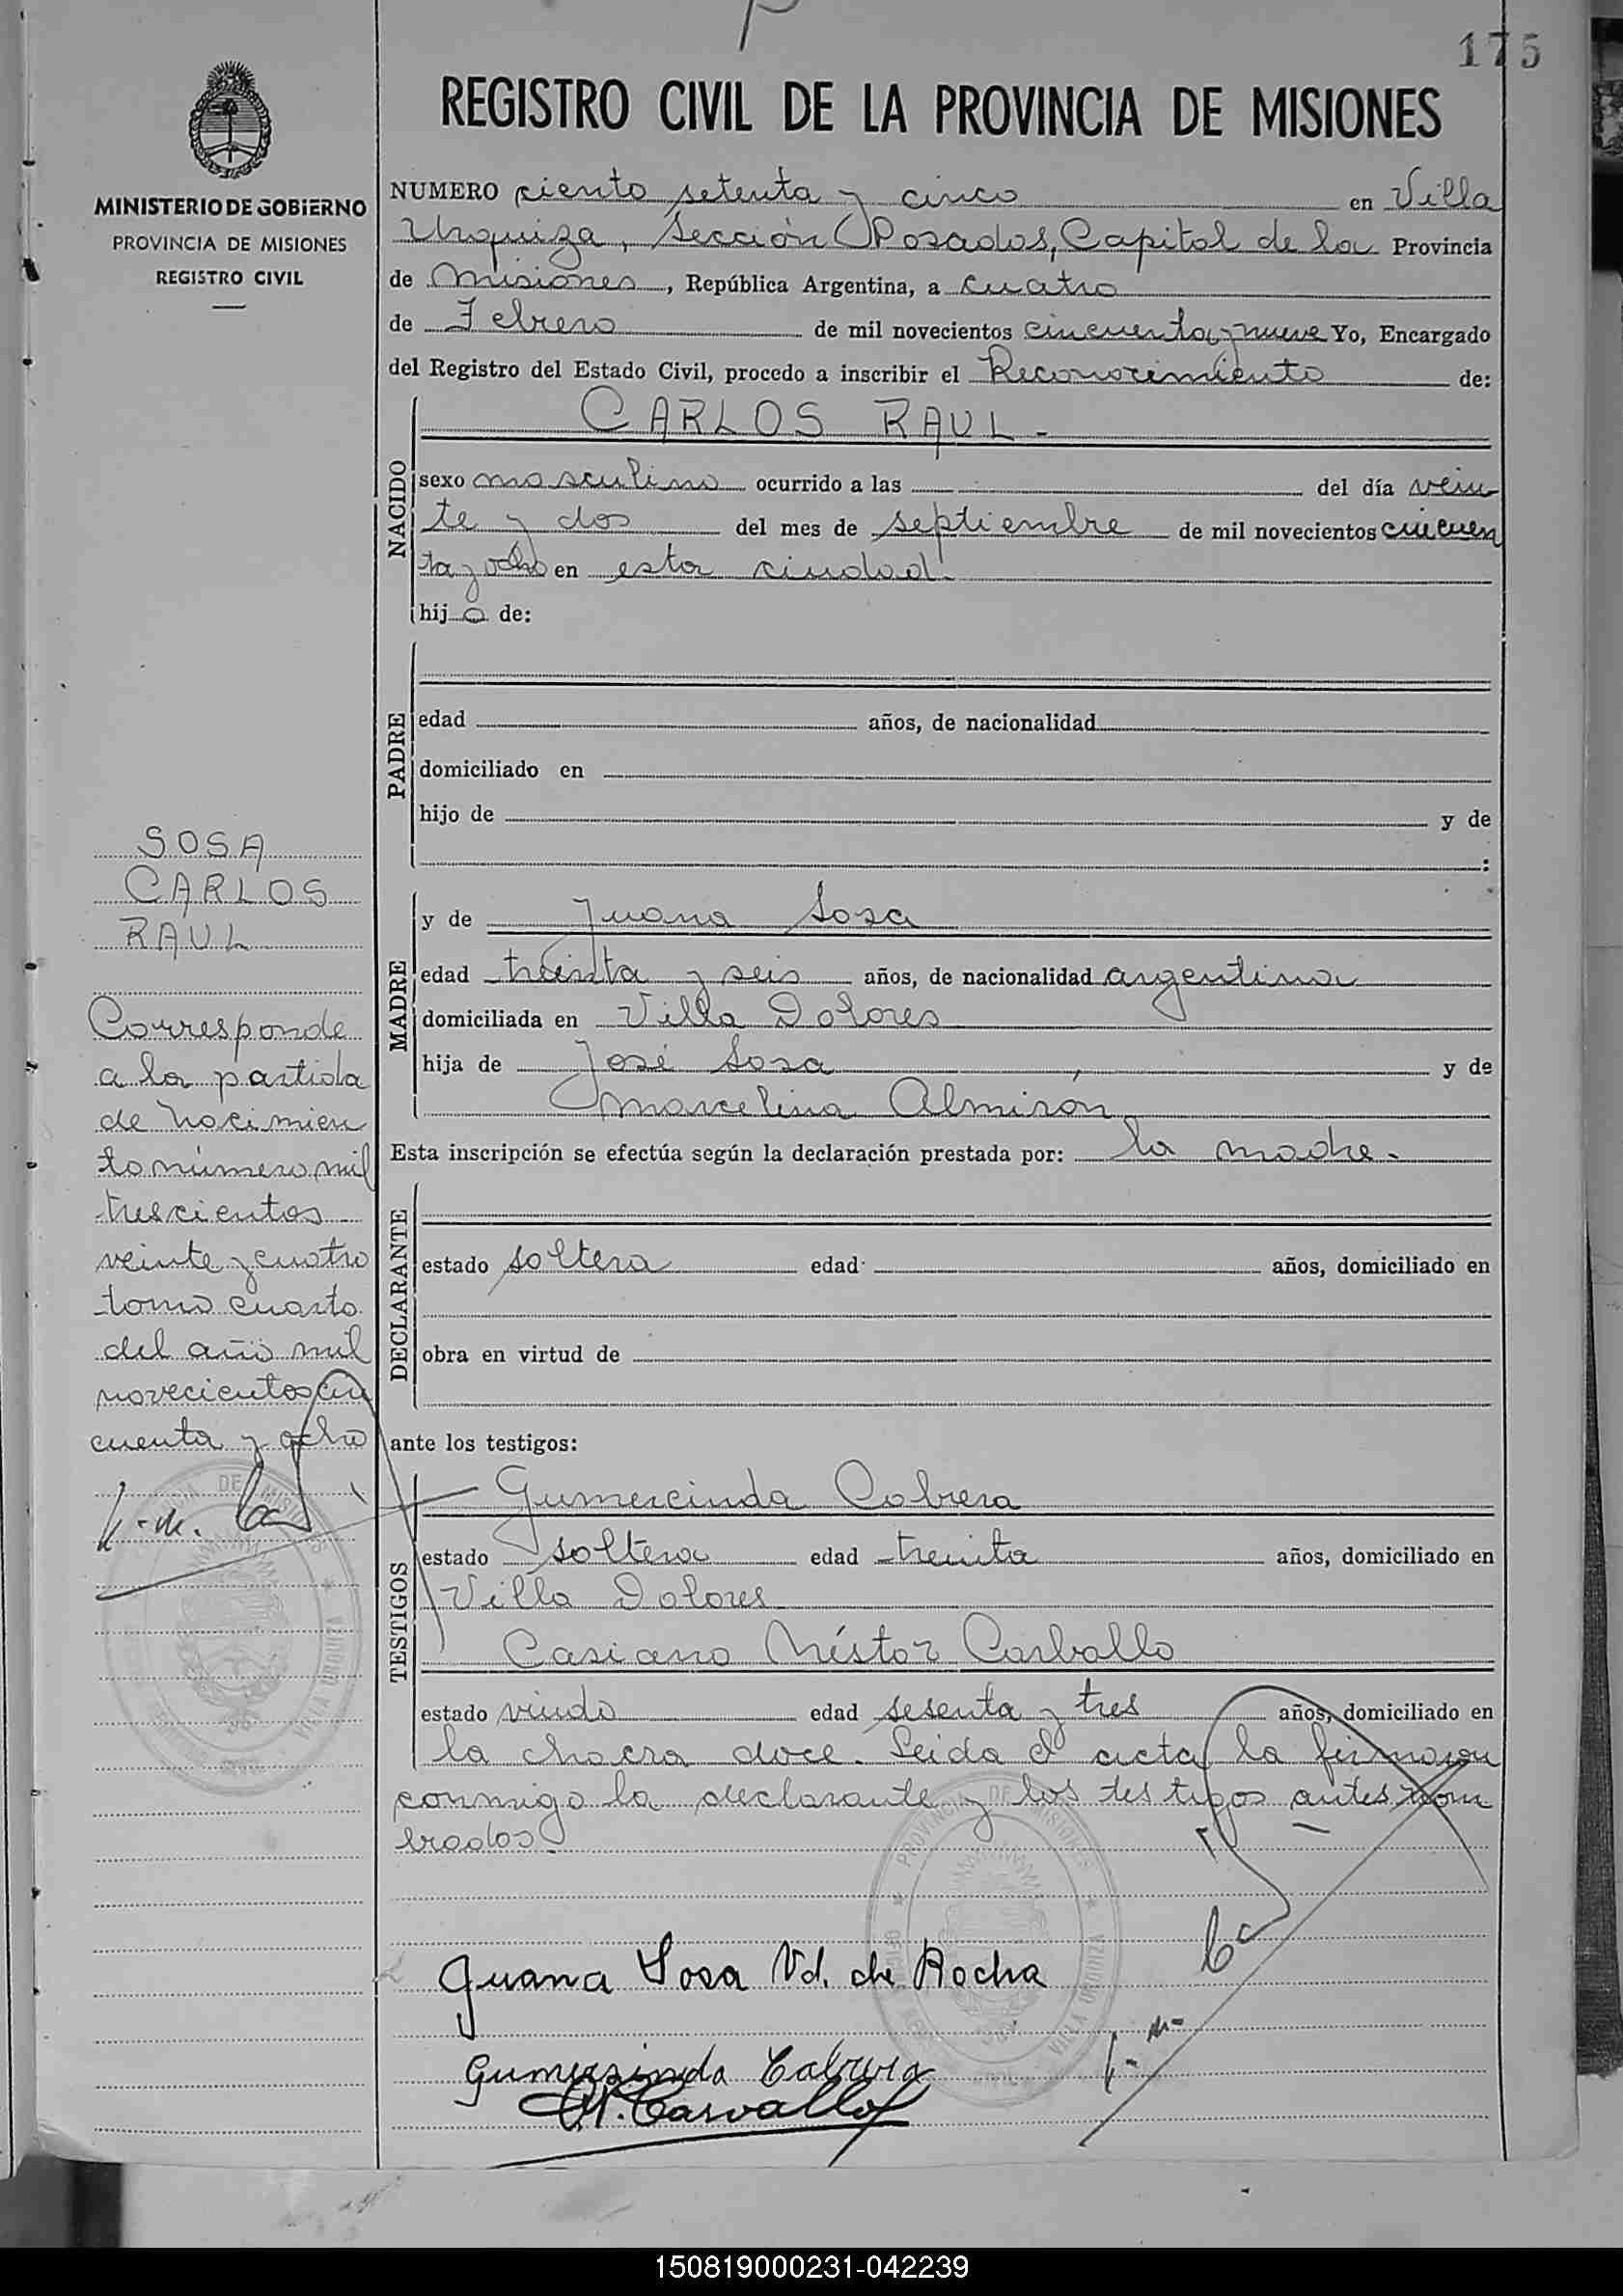 175
REGISTRO CIVIL DE LA PROVINCIA DE MISIONES
MINISTERIO DE GOBIERNO
PROVINCIA DE MISIONES
REGISTRO CIVIL
NUMERO ciento setenta y cinco en Villa
Urquiza, Sección Posadas, Capital de la Provincia
de Misiones, República Argentina, a cuatro
de Febrero de mil novecientos cincuenta y nueve Yo, Encargado
del Registro del Estado Civil, procedo a inscribir el Reconocimiento de:
NACIDO
CARLOS RAUL.-
sexo masculino ocurrido a las del día vein
te y dos del mes de septiembre de mil novecientos cincuen
ta y ocho en esta ciudad.
hijo de:
PADRE
edad años, de nacionalidad
domiciliado en
hijo de y de
:
SOSA
CARLOS
RAUL
Corresponde
a la partida
de nacimien
to número mil
trescientos
veinte y cuatro
tomo cuarto
del año mil
novecientos cin
cuenta y ocho
MADRE
y de Juana Sosa
edad treinta y seis años, de nacionalidad argentina
domiciliada en Villa Dolores
hija de José Sosa, y de
Marcelina Almiron
Esta inscripción se efectúa según la declaración prestada por: la madre.-
DECLARANTE
estado soltera edad años, domiciliado en
obra en virtud de
ante los testigos:
TESTIGOS
Gumercinda Cabrera
estado soltera edad treinta años, domiciliado en
Villa Dolores
Casiano Néstor Carballo
estado viudo edad sesenta y tres años, domiciliado en
la chacra doce. Leida el acta la firmaron
conmigo la declarante y los testigos antes nom
brados.
PROVINCIA DE MISIONES
VILLA URQUIZA
Juana Sosa Vd. de Rocha
Gumersinda Cabrera
N. Carvallo
150819000231-042239